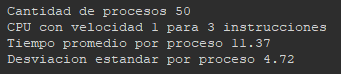 Cantidad de procesos 50
CPU con velocidad 1 para 3 instrucciones
Tiempo promedio por proceso 11.37
Desviacion estandar por proceso 4.72